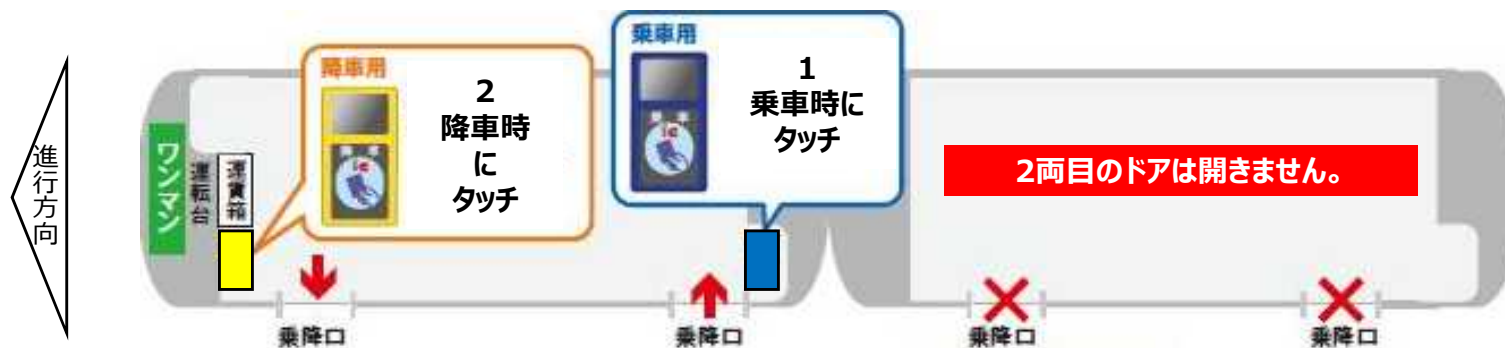 進行方向
ワンマン
運転台
運賃箱
降車用
2
降車時
に
タッチ
乗車用
1
乗車時に
タッチ
2両目のドアは開きません。
乗降口
乗降口
乗降口
乗降口